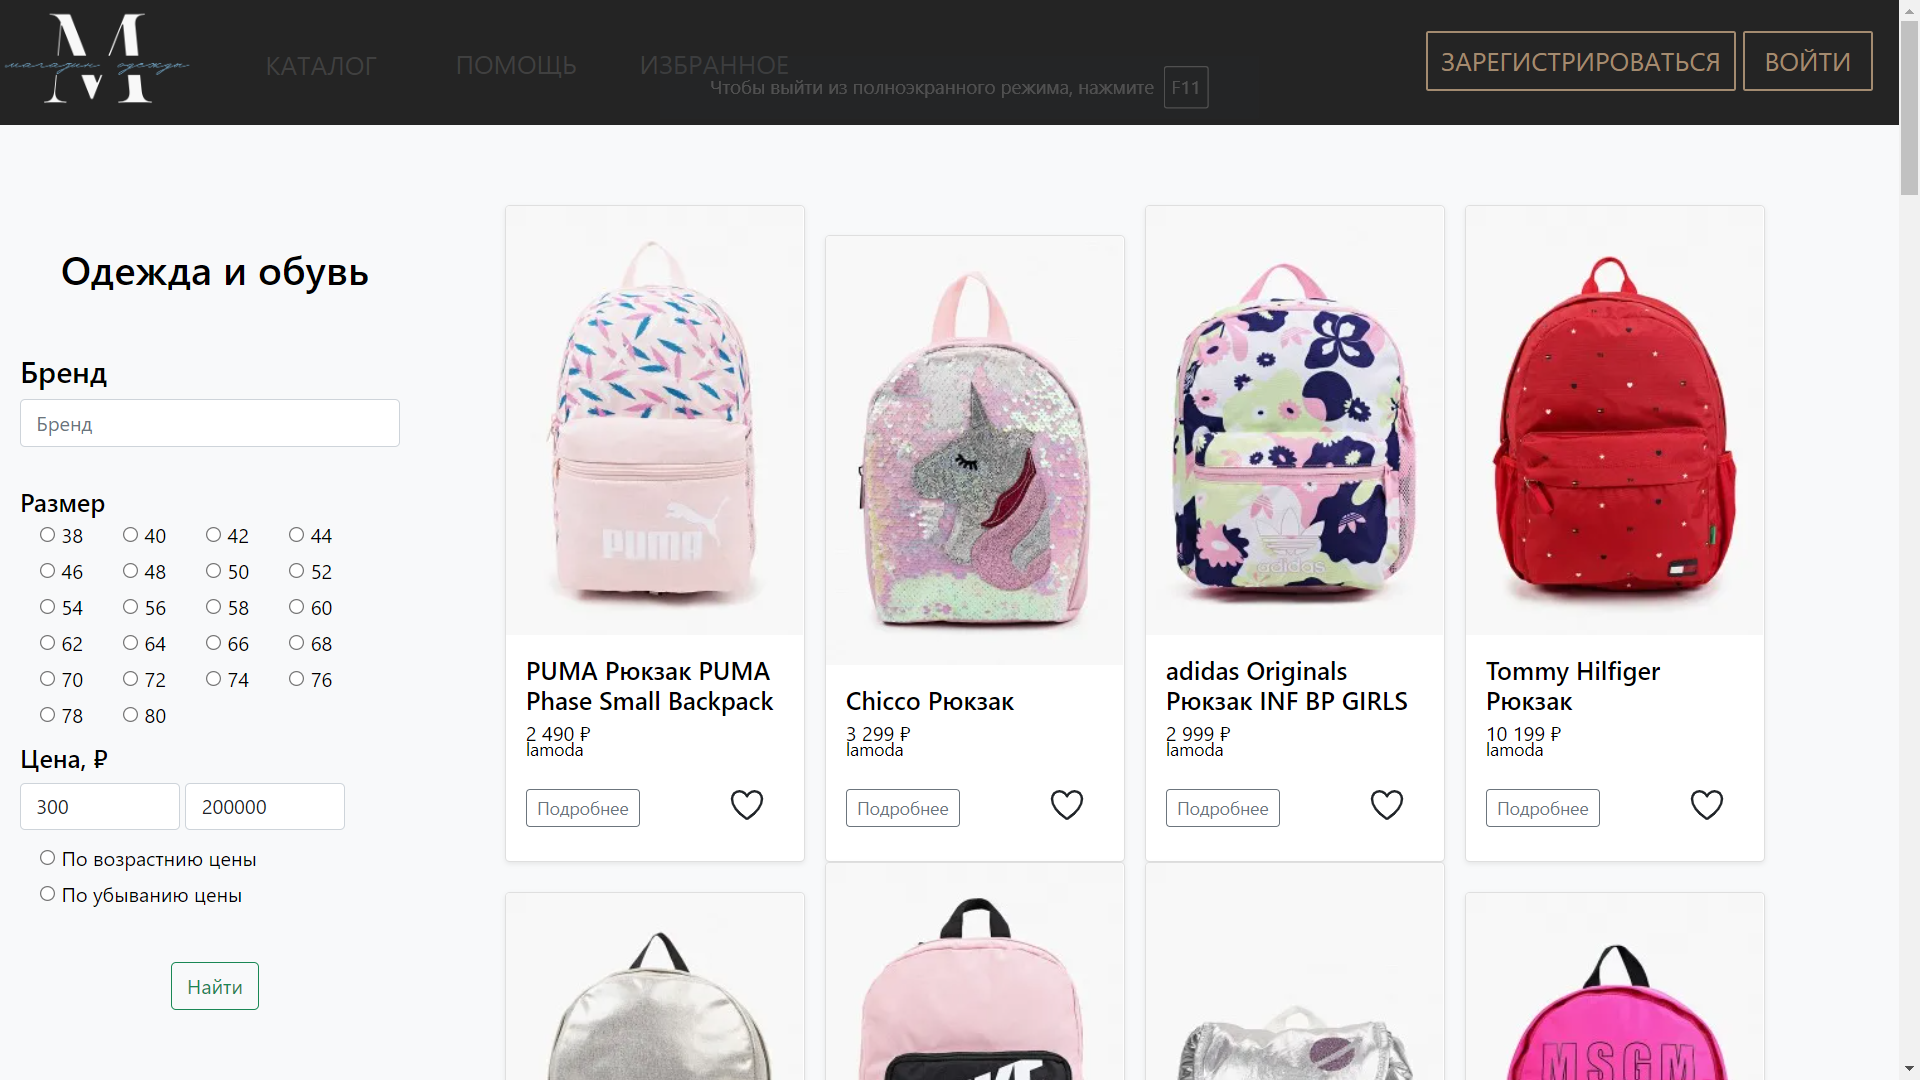 М
магазин одежды
КАТАЛОГ
ПОМОЩЬ
ИЗБРАННОЕ
Чтобы выйти из полноэкранного режима, нажмите F11
ЗАРЕГИСТРИРОВАТЬСЯ
ВОЙТИ
Одежда и обувь
Бренд
Бренд
Размер
38 40 42 44
46 48 50 52
54 56 58 60
62 64 66 68
70 72 74 76
78 80
Цена, ₽
300 200000
По возрастнию цены
По убыванию цены
Найти
PUMA
PUMA Рюкзак PUMA
Phase Small Backpack
2 490 ₽
lamoda
Подробнее
Chicco Рюкзак
3 299 ₽
lamoda
Подробнее
adidas
adidas Originals
Рюкзак INF BP GIRLS
2 999 ₽
lamoda
Подробнее
Tommy Hilfiger
Рюкзак
10 199 ₽
lamoda
Подробнее
MSGM